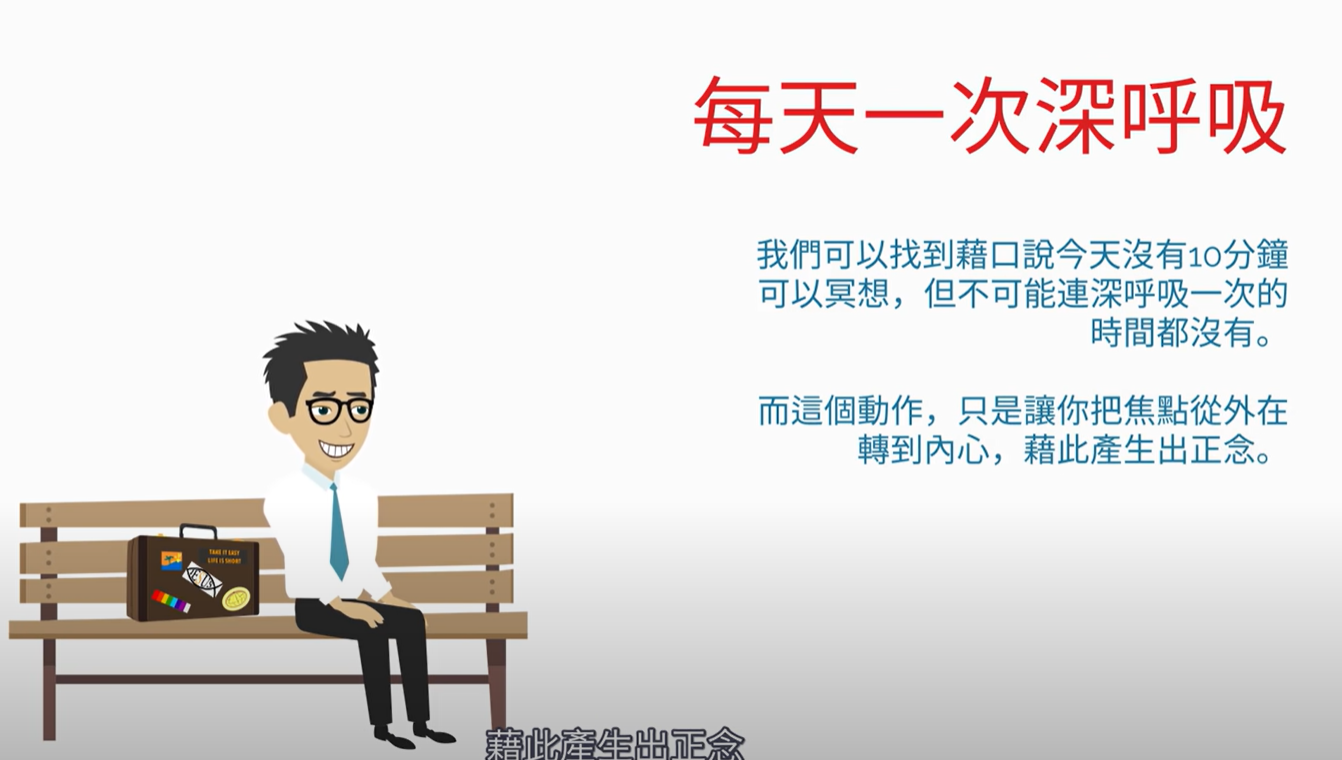 每天一次深呼吸
我們可以找到藉口說今天沒有10分鐘
可以冥想，但不可能連深呼吸一次的
時間都沒有。
而這個動作，只是讓你把焦點從外在
轉到內心，藉此產生出正念。
TAKE IT EASY
LIFE IS SHORT
藉此產生出正念